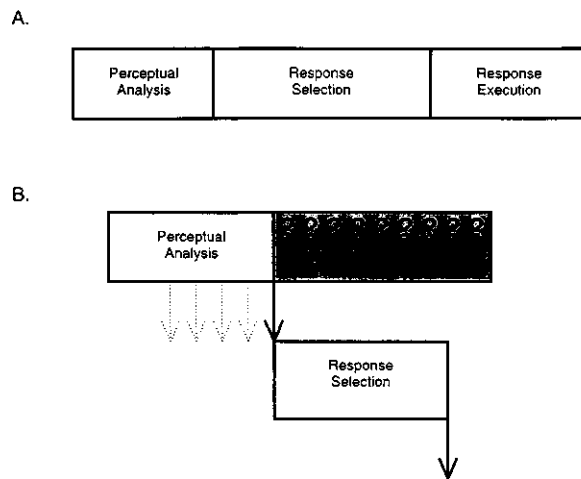 A.
Perceptual
Analysis
Response
Selection
Response
Execution
B.
Perceptual
Analysis
? ? ? ? ? ? ? ? ?
Response
Selection